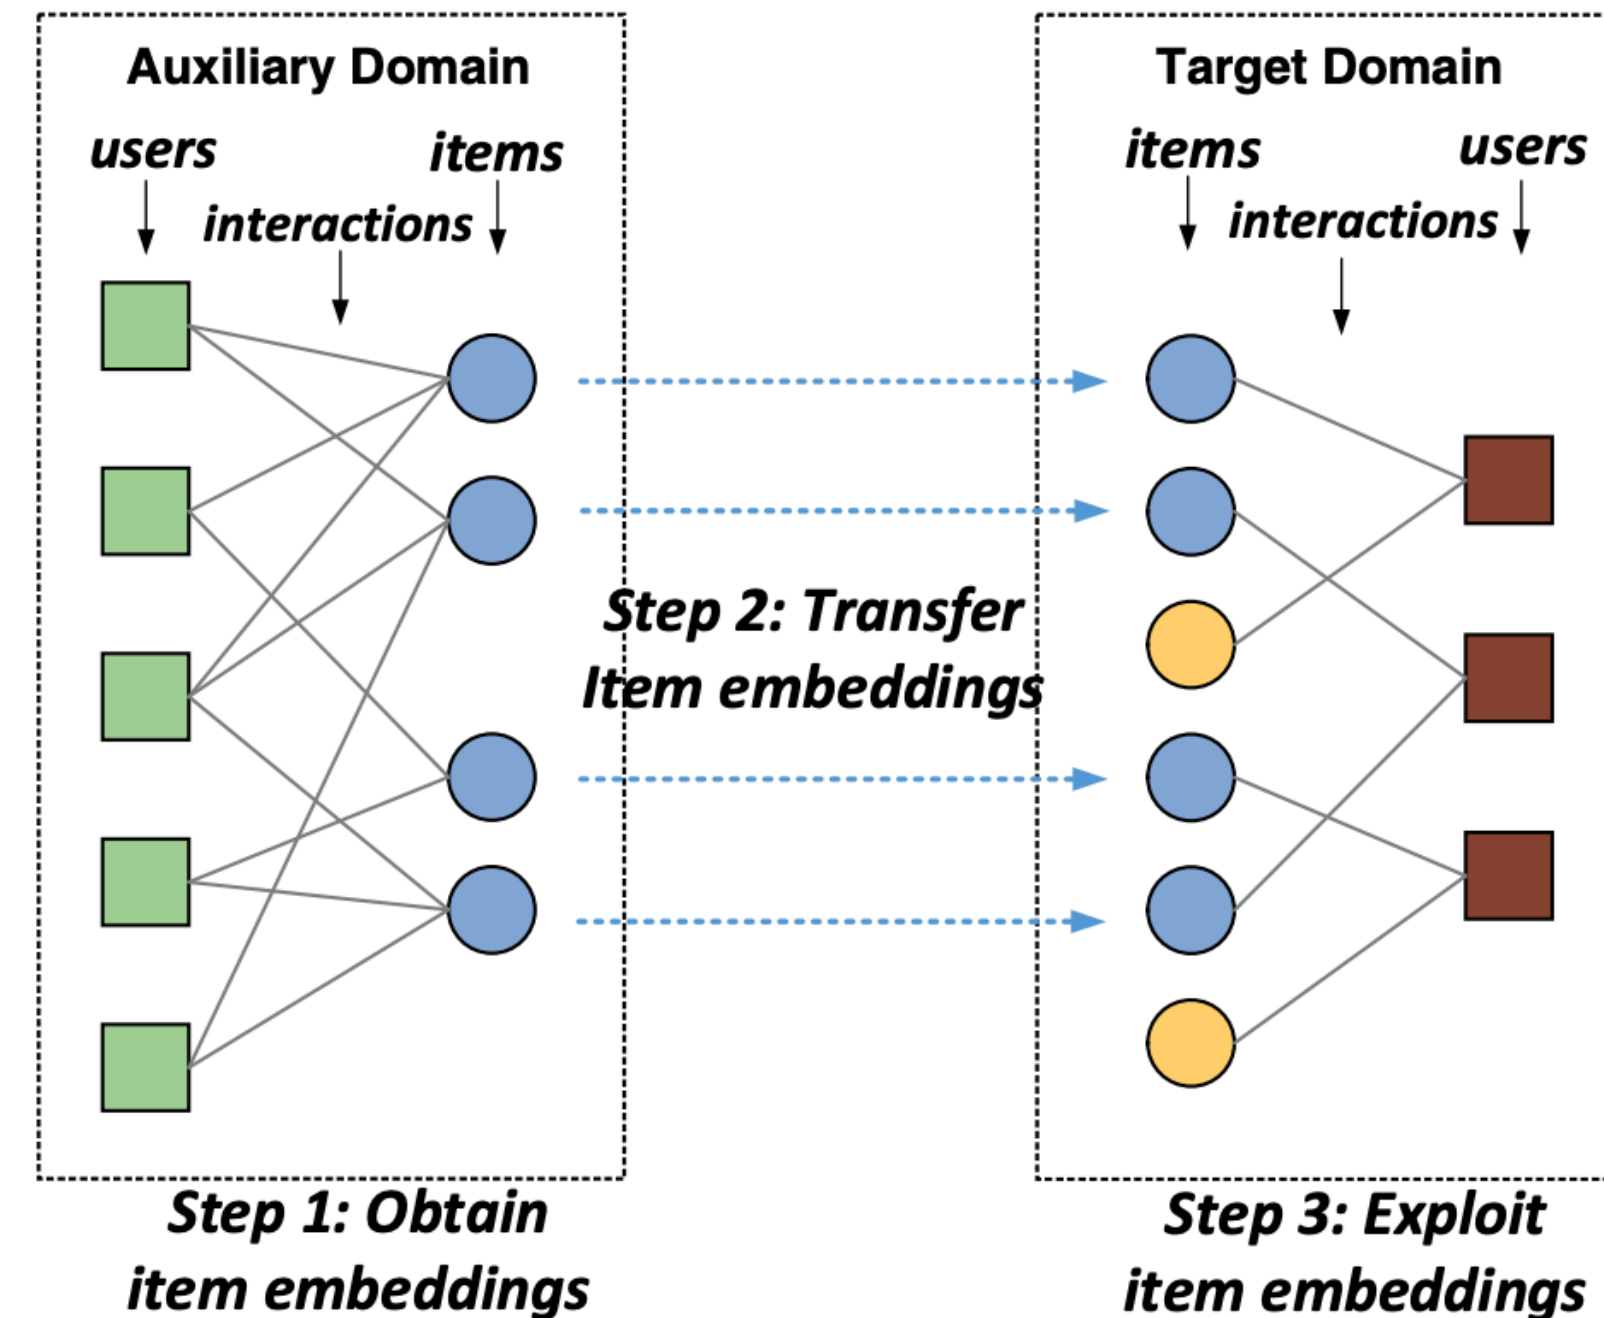 Auxiliary Domain
users
items
interactions
Target Domain
items
users
interactions
Step 2: Transfer
Item embeddings
Step 1: Obtain
item embeddings
Step 3: Exploit
item embeddings